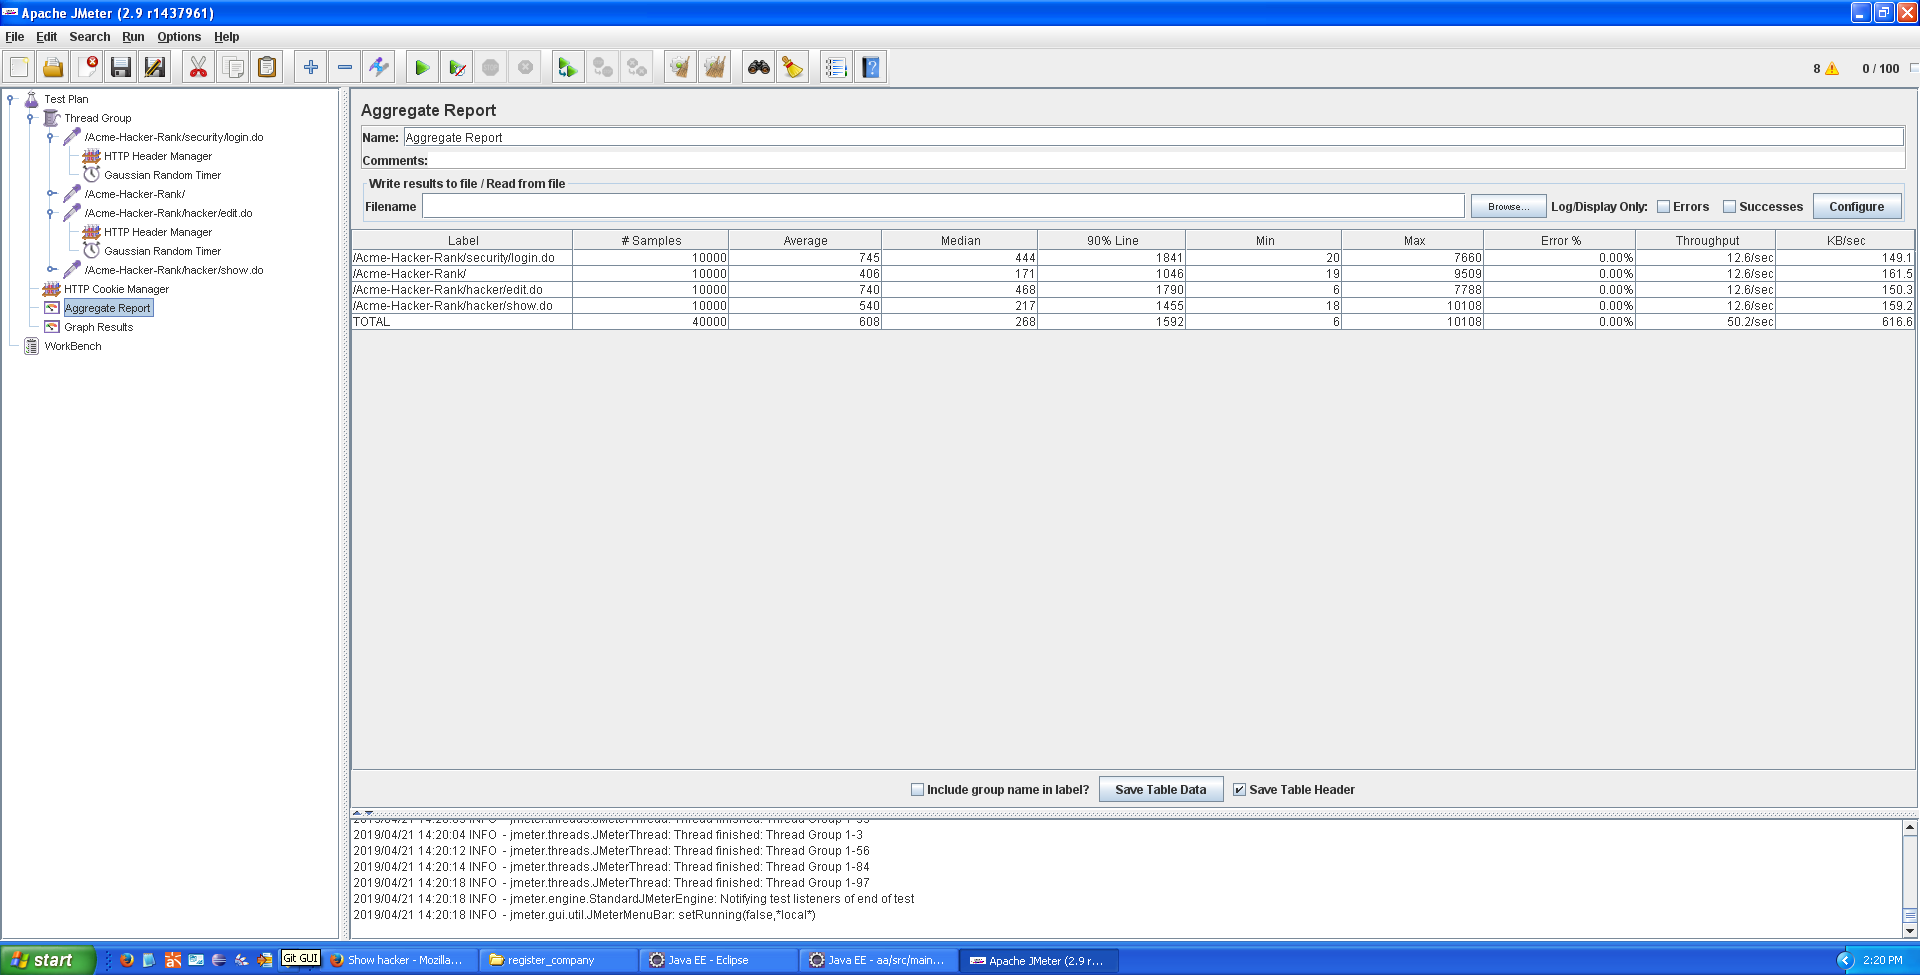 Apache JMeter (2.9 r1437961)
File Edit Search Run Options Help
8 0 / 100
Test Plan
Thread Group
/Acme-Hacker-Rank/security/login.do
HTTP Header Manager
Gaussian Random Timer
/Acme-Hacker-Rank/
/Acme-Hacker-Rank/hacker/edit.do
HTTP Header Manager
Gaussian Random Timer
/Acme-Hacker-Rank/hacker/show.do
HTTP Cookie Manager
Aggregate Report
Graph Results
WorkBench
Aggregate Report
Name: Aggregate Report
Comments:
Write results to file / Read from file
Filename Browse... Log/Display Only: Errors Successes Configure
Label # Samples Average Median 90% Line Min Max Error % Throughput KB/sec
/Acme-Hacker-Rank/security/login.do 10000 745 444 1841 20 7660 0.00% 12.6/sec 149.1
/Acme-Hacker-Rank/ 10000 406 171 1046 19 9509 0.00% 12.6/sec 161.5
/Acme-Hacker-Rank/hacker/edit.do 10000 740 468 1790 6 7788 0.00% 12.6/sec 150.3
/Acme-Hacker-Rank/hacker/show.do 10000 540 217 1455 18 10108 0.00% 12.6/sec 159.2
TOTAL 40000 608 268 1592 6 10108 0.00% 50.2/sec 616.6
Include group name in label? Save Table Data Save Table Header
2019/04/21 14:20:04 INFO - jmeter.threads.JMeterThread: Thread finished: Thread Group 1-3
2019/04/21 14:20:12 INFO - jmeter.threads.JMeterThread: Thread finished: Thread Group 1-56
2019/04/21 14:20:14 INFO - jmeter.threads.JMeterThread: Thread finished: Thread Group 1-84
2019/04/21 14:20:18 INFO - jmeter.threads.JMeterThread: Thread finished: Thread Group 1-97
2019/04/21 14:20:18 INFO - jmeter.engine.StandardJMeterEngine: Notifying test listeners of end of test
2019/04/21 14:20:18 INFO - jmeter.gui.util.JMeterMenuBar: setRunning(false,*local*)
start Git GUI Show hacker - Mozilla... register_company Java EE - Eclipse Java EE - aa/src/main... Apache JMeter (2.9 r... 2:20 PM